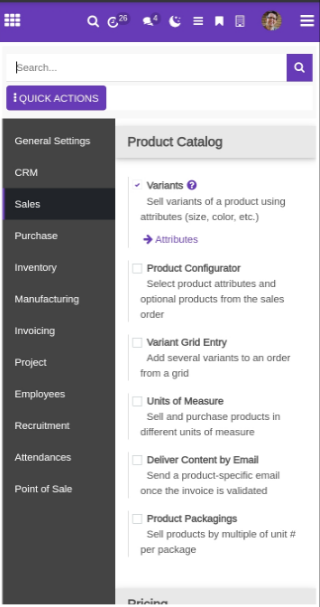 26
4
Search...
QUICK ACTIONS
General Settings
CRM
Sales
Purchase
Inventory
Manufacturing
Invoicing
Project
Employees
Recruitment
Attendances
Point of Sale
Product Catalog
Variants ?
Sell variants of a product using
attributes (size, color, etc.)
Attributes
Product Configurator
Select product attributes and
optional products from the sales
order
Variant Grid Entry
Add several variants to an order
from a grid
Units of Measure
Sell and purchase products in
different units of measure
Deliver Content by Email
Send a product-specific email
once the invoice is validated
Product Packagings
Sell products by multiple of unit #
per package
Pricing